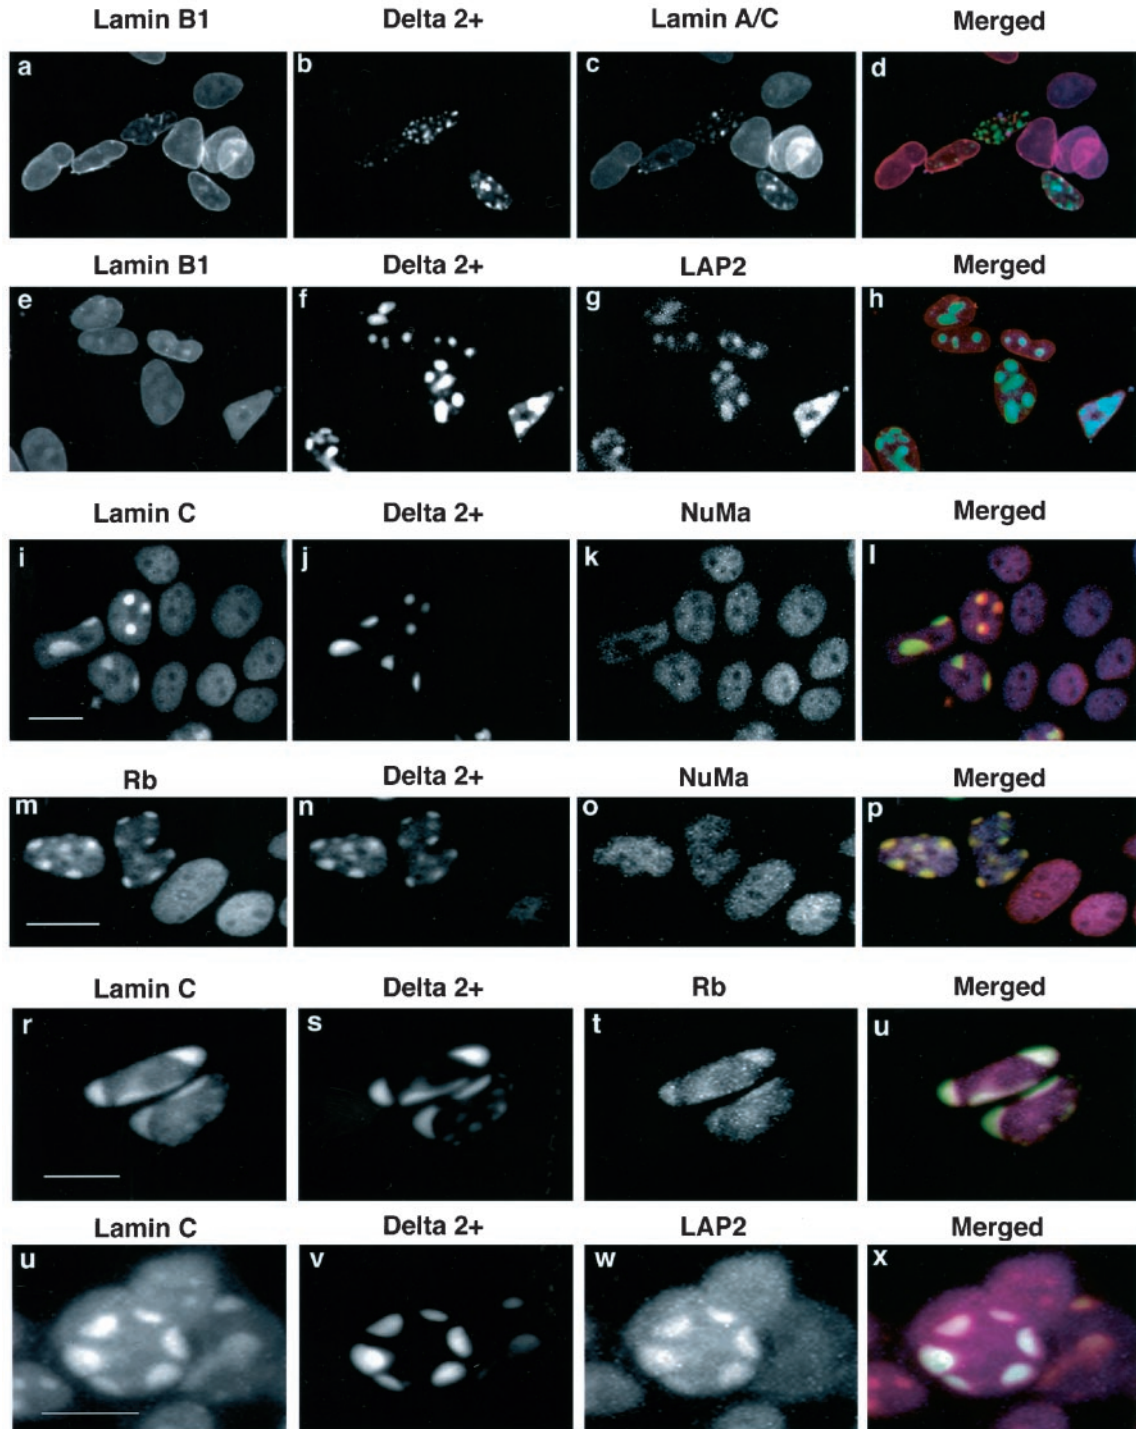 Lamin B1 Delta 2+ Lamin A/C Merged
a b c d
Lamin B1 Delta 2+ LAP2 Merged
e f g h
Lamin C Delta 2+ NuMa Merged
i j k l
Rb Delta 2+ NuMa Merged
m n o p
Lamin C Delta 2+ Rb Merged
r s t u
Lamin C Delta 2+ LAP2 Merged
u v w x